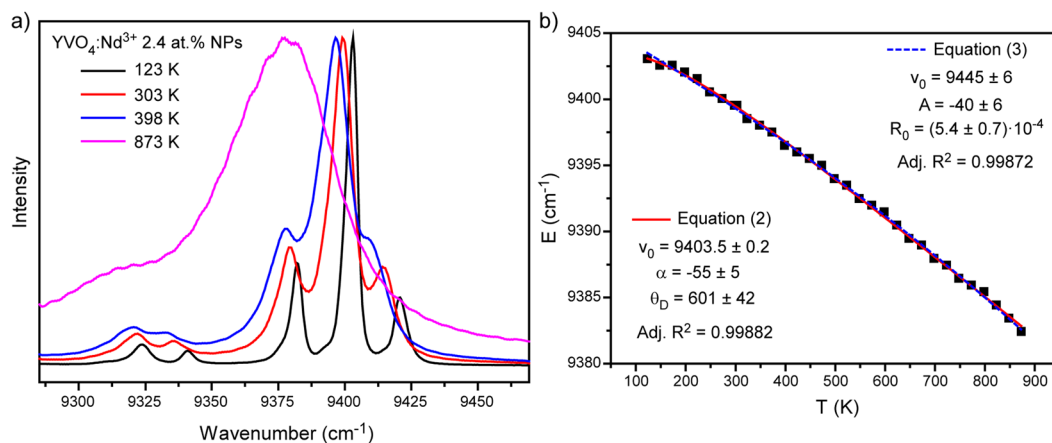 a)
YVO₄:Nd³⁺ 2.4 at.% NPs
123 K
303 K
398 K
873 K
Intensity
9300 9325 9350 9375 9400 9425 9450
Wavenumber (cm⁻¹)
b)
9405
9400
9395
9390
9385
9380
E (cm⁻¹)
Equation (3)
v₀ = 9445 ± 6
A = -40 ± 6
R₀ = (5.4 ± 0.7)·10⁻⁴
Adj. R² = 0.99872
Equation (2)
v₀ = 9403.5 ± 0.2
α = -55 ± 5
θ_D = 601 ± 42
Adj. R² = 0.99882
100 200 300 400 500 600 700 800 900
T (K)